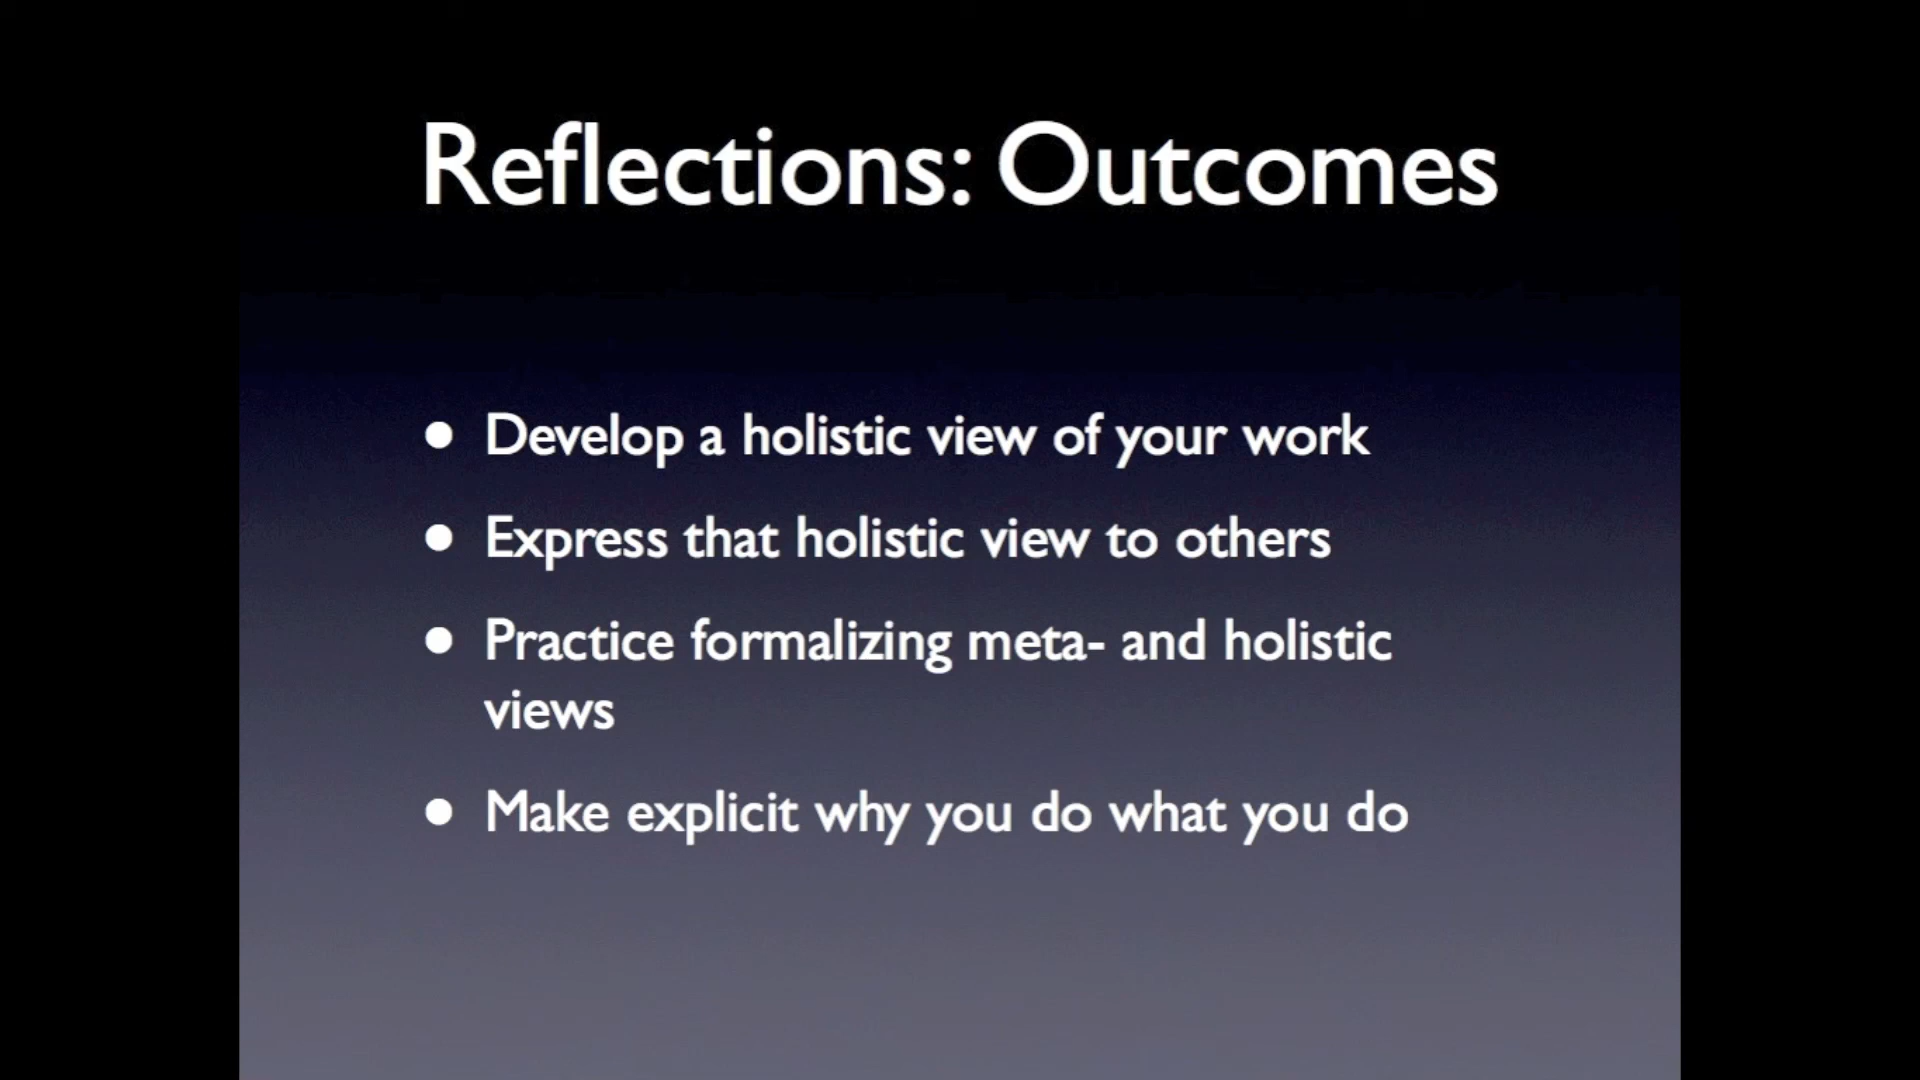 Reflections: Outcomes
• Develop a holistic view of your work
• Express that holistic view to others
• Practice formalizing meta- and holistic
views
• Make explicit why you do what you do